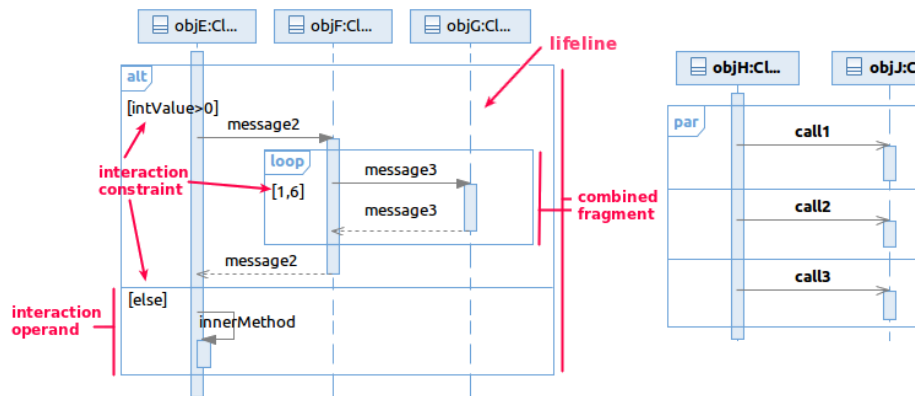 objE:Cl...
objF:Cl...
objG:Cl...
lifeline
objH:Cl...
objJ:C
alt
[intValue>0]
message2
par
call1
loop
interaction
constraint
message3
[1,6]
message3
combined
fragment
call2
message2
call3
[else]
interaction
operand
innerMethod